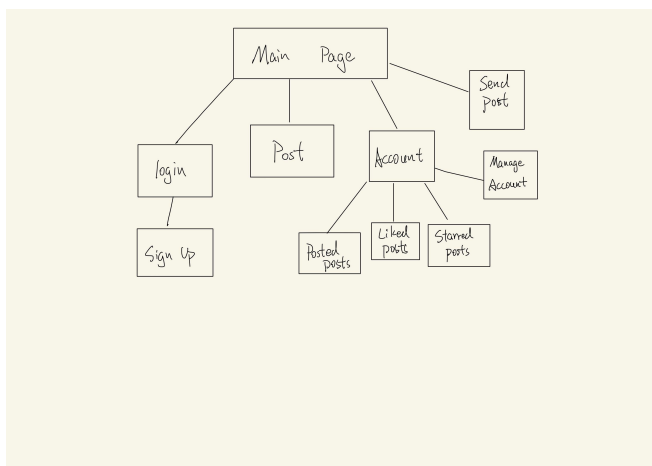 Main Page
Send
post
Post
Account
login
Manage
Account
Sign Up
Posted
posts
Liked
posts
Starred
posts